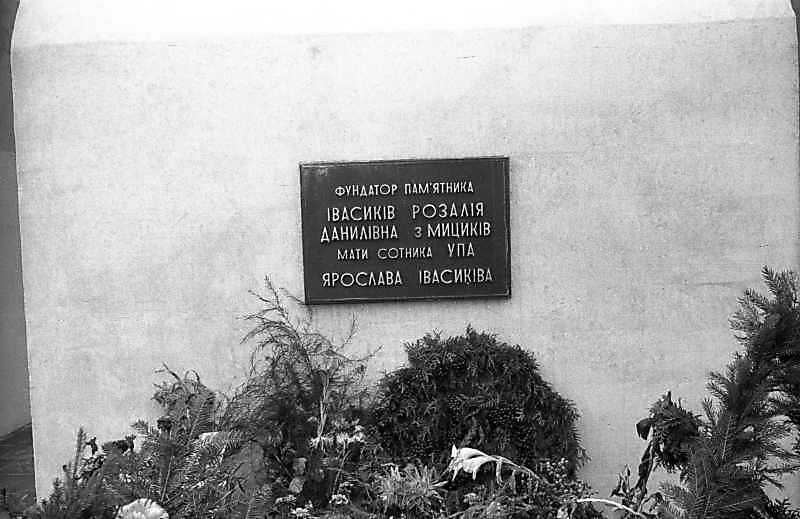 ФУНДАТОР ПАМ'ЯТНИКА
ІВАСИКІВ РОЗАЛІЯ
ДАНИЛІВНА з МИЦИКІВ
МАТИ СОТНИКА УПА
ЯРОСЛАВА ІВАСИКІВА